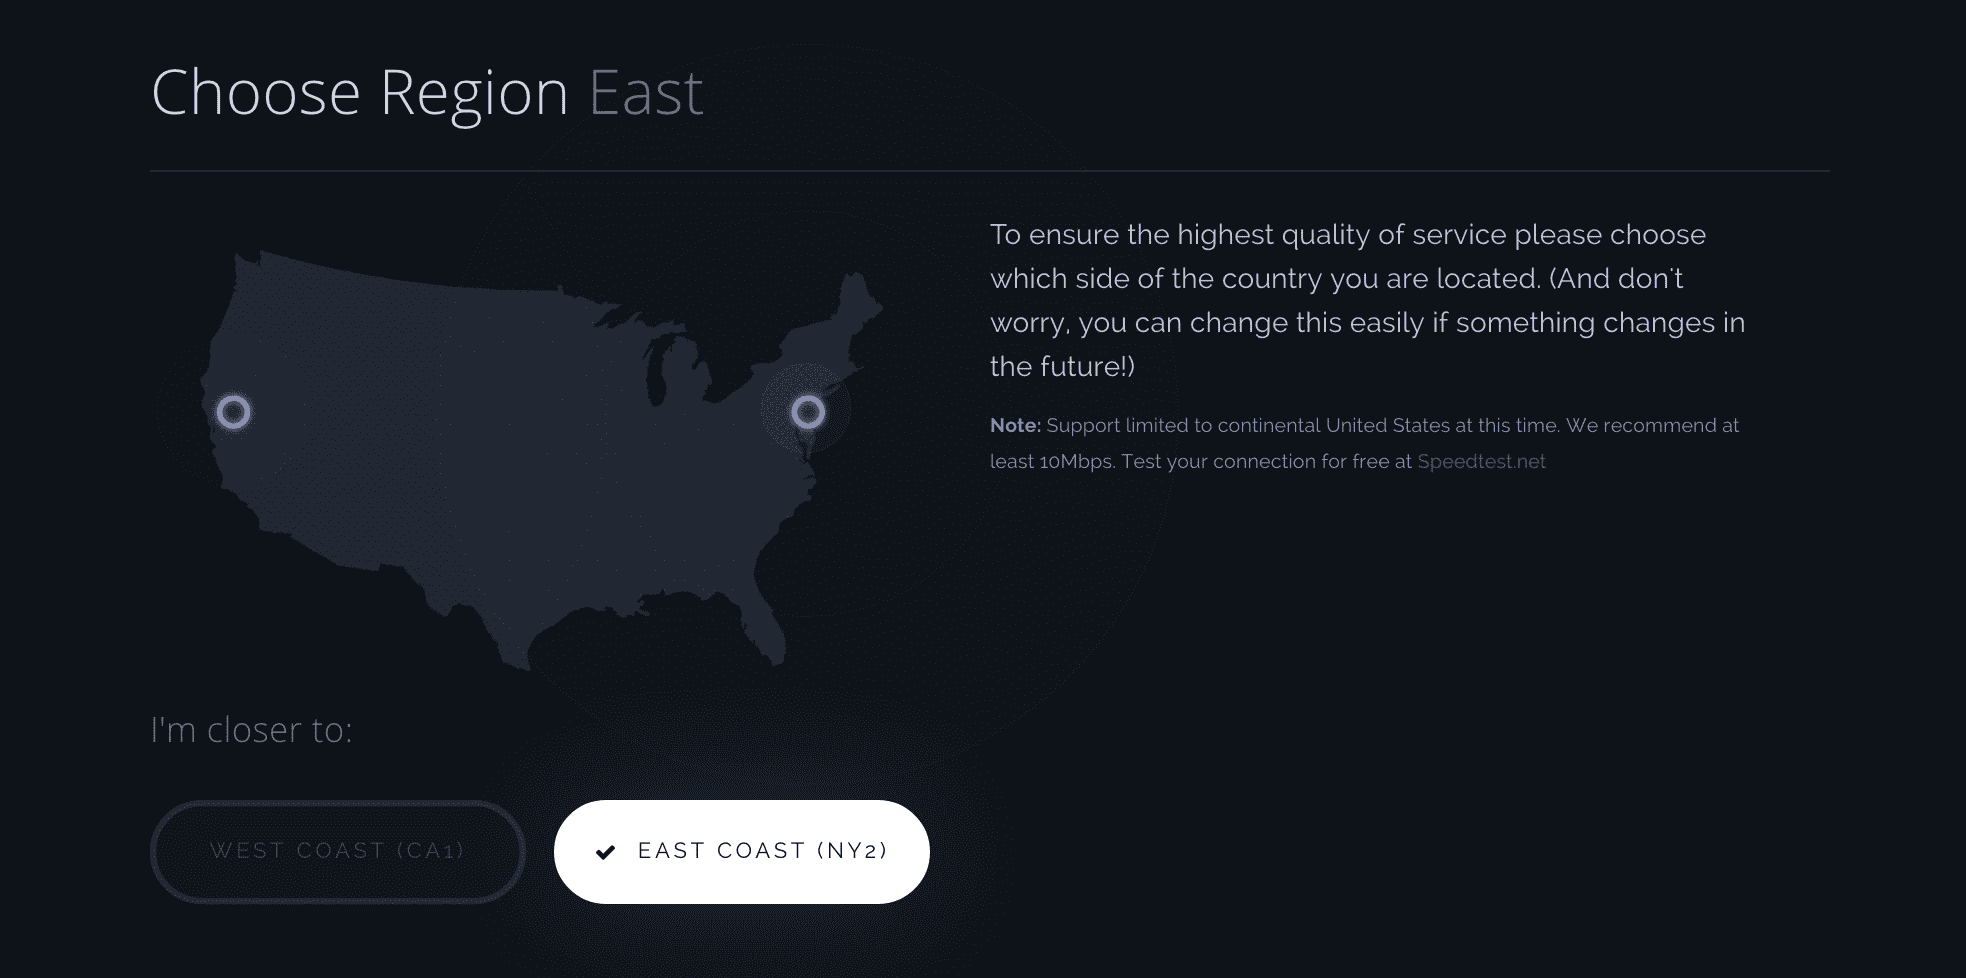 Choose Region East
To ensure the highest quality of service please choose
which side of the country you are located. (And don't
worry, you can change this easily if something changes in
the future!)
Note: Support limited to continental United States at this time. We recommend at
least 10Mbps. Test your connection for free at Speedtest.net
I'm closer to:
WEST COAST (CA1)
EAST COAST (NY2)